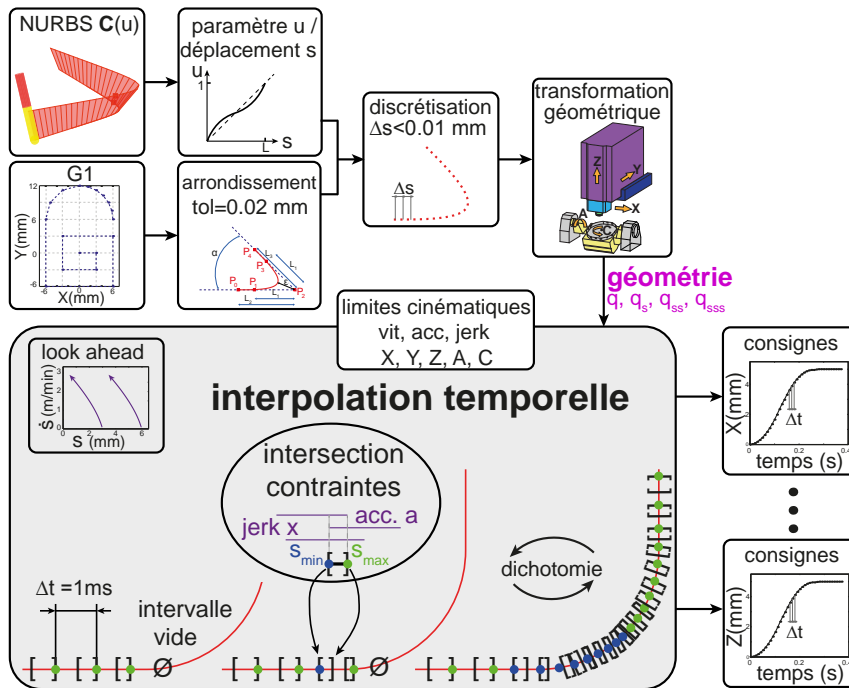 NURBS C(u)
paramètre u /
déplacement s
u
1
L
s
G1
12
6
0
-6
Y(mm)
-6
0
6
X(mm)
arrondissement
tol=0.02 mm
α
P4
L2
P3
L1
ε
P0
P1
P2
L1
L2
discrétisation
Δs<0.01 mm
Δs
transformation
géométrique
Z
Y
X
A
C
géométrie
q, qs, qss, qsss
limites cinématiques
vit, acc, jerk
X, Y, Z, A, C
look ahead
3
2
1
0
ṡ (m/min)
0
2
4
6
s (mm)
interpolation temporelle
intersection
contraintes
acc. a
jerk x
smin
smax
[ ]
dichotomie
Δt =1ms
intervalle
vide
[ ] [ ] [ ] Ø
[ ] [ ] [ ] [ ] Ø
consignes
4
0
X(mm)
Δt
0
0.2
0.4
temps (s)
consignes
4
0
Z(mm)
Δt
0
0.2
0.4
temps (s)